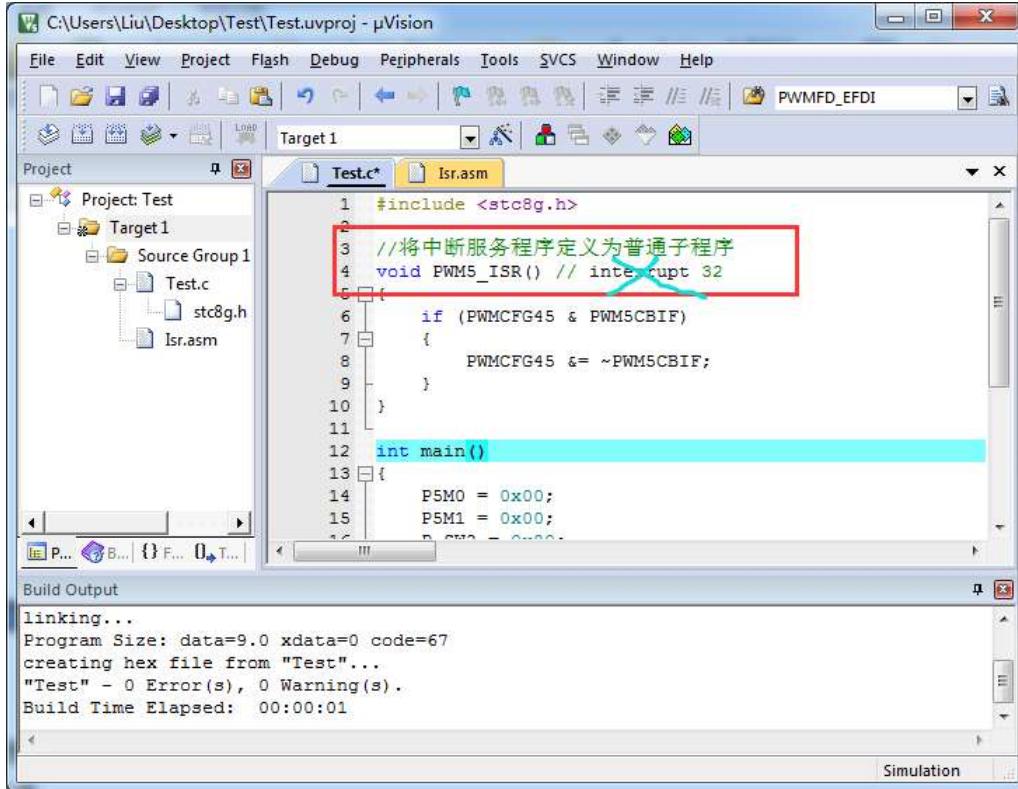 C:\Users\Liu\Desktop\Test\Test.uvproj - µVision
File Edit View Project Flash Debug Peripherals Tools SVCS Window Help
PWMFD_EFDI
LOAD Target 1
Project
Test.c* Isr.asm
Project: Test
Target 1
Source Group 1
Test.c
stc8g.h
Isr.asm
1 #include <stc8g.h>
2
3 //将中断服务程序定义为普通子程序
4 void PWM5_ISR() // interrupt 32
5 {
6 if (PWMCFG45 & PWM5CBIF)
7 {
8 PWMCFG45 &= ~PWM5CBIF;
9 }
10 }
11
12 int main()
13 {
14 P5M0 = 0x00;
15 P5M1 = 0x00;
P... B... {} F... T...
Build Output
linking...
Program Size: data=9.0 xdata=0 code=67
creating hex file from "Test"...
"Test" - 0 Error(s), 0 Warning(s).
Build Time Elapsed: 00:00:01
Simulation